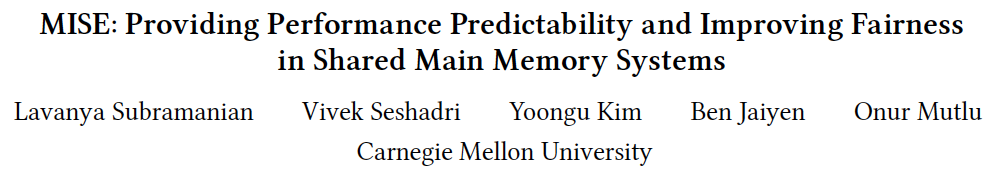 MISE: Providing Performance Predictability and Improving Fairness
in Shared Main Memory Systems
Lavanya Subramanian Vivek Seshadri Yoongu Kim Ben Jaiyen Onur Mutlu
Carnegie Mellon University